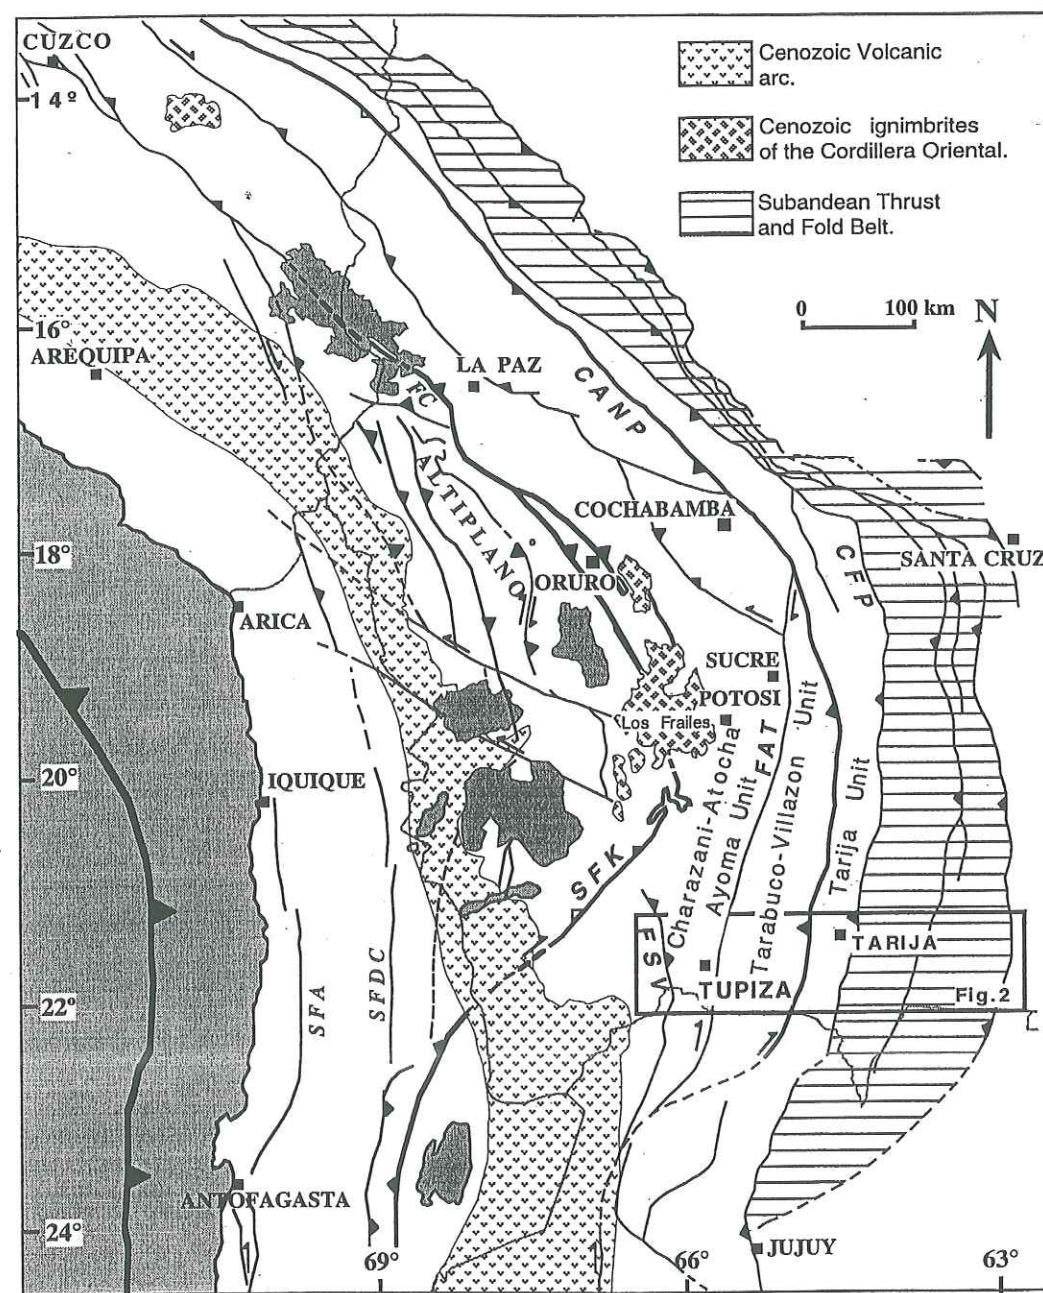 CUZCO
14º
Cenozoic Volcanic
arc.
Cenozoic ignimbrites
of the Cordillera Oriental.
Subandean Thrust
and Fold Belt.
0 100 km
N
16°
AREQUIPA
LA PAZ
FC
CANP
ALTIPLANO
COCHABAMBA
18°
SANTA CRUZ
CFP
ORURO
ARICA
SUCRE
POTOSI
Los Frailes
FAT
20°
IQUIQUE
SFK
Charazani-Atocha
Ayoma Unit
Tarabuco-Villazon Unit
Tarija Unit
FSV
TARIJA
TUPIZA
Fig.2
22º
SFA
SFDC
ANTOFAGASTA
24°
JUJUY
69°
66°
63°